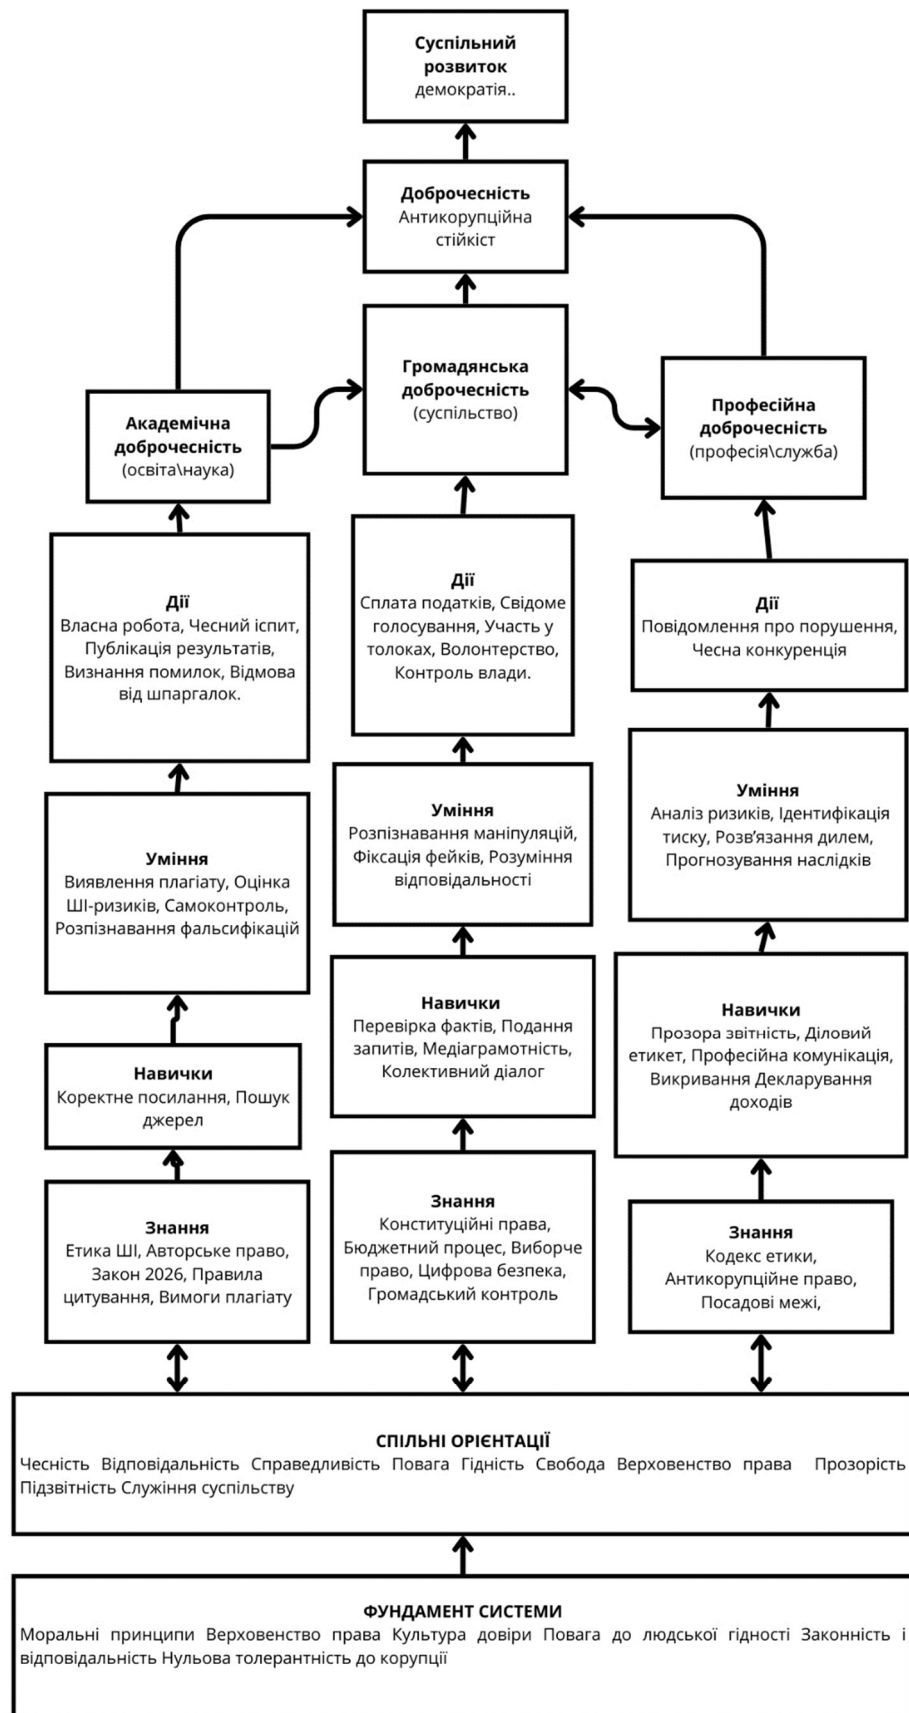 Суспільний
розвиток
демократія..
Доброчесність
Антикорупційна
стійкіст
Громадянська
доброчесність
(суспільство)
Академічна
доброчесність
(освіта\наука)
Професійна
доброчесність
(професія\служба)
Дії
Власна робота, Чесний іспит,
Публікація результатів,
Визнання помилок, Відмова
від шпаргалок.
Дії
Сплата податків, Свідоме
голосування, Участь у
толоках, Волонтерство,
Контроль влади.
Дії
Повідомлення про порушення,
Чесна конкуренція
Уміння
Виявлення плагіату, Оцінка
ШІ-ризиків, Самоконтроль,
Розпізнавання фальсифікацій
Уміння
Розпізнавання маніпуляцій,
Фіксація фейків, Розуміння
відповідальності
Уміння
Аналіз ризиків, Ідентифікація
тиску, Розв’язання дилем,
Прогнозування наслідків
Навички
Коректне посилання, Пошук
джерел
Навички
Перевірка фактів, Подання
запитів, Медіаграмотність,
Колективний діалог
Навички
Прозора звітність, Діловий
етикет, Професійна комунікація,
Викривання Декларування
доходів
Знання
Етика ШІ, Авторське право,
Закон 2026, Правила
цитування, Вимоги плагіату
Знання
Конституційні права,
Бюджетний процес, Виборче
право, Цифрова безпека,
Громадський контроль
Знання
Кодекс етики,
Антикорупційне право,
Посадові межі,
СПІЛЬНІ ОРІЄНТАЦІЇ
Чесність Відповідальність Справедливість Повага Гідність Свобода Верховенство права Прозорість
Підзвітність Служіння суспільству
ФУНДАМЕНТ СИСТЕМИ
Моральні принципи Верховенство права Культура довіри Повага до людської гідності Законність і
відповідальність Нульова толерантність до корупції